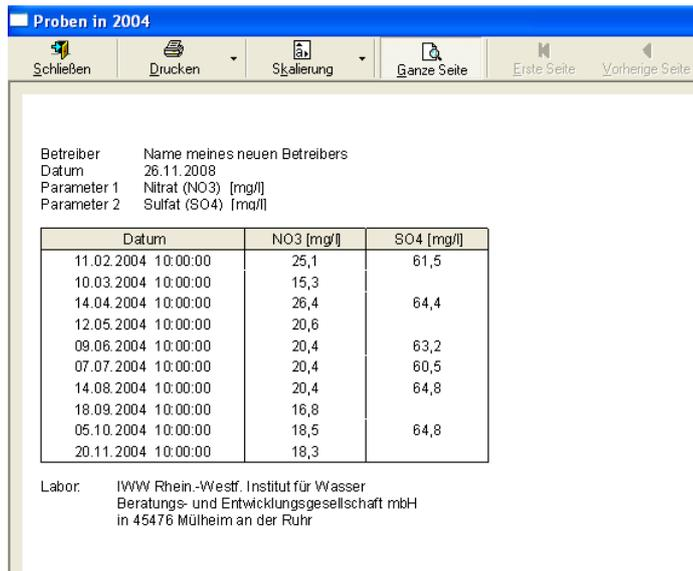 Proben in 2004
Schließen Drucken Skalierung Ganze Seite Erste Seite Vorherige Seite
Betreiber Name meines neuen Betreibers
Datum 26.11.2008
Parameter 1 Nitrat (NO3) [mg/l]
Parameter 2 Sulfat (SO4) [mg/l]
Datum NO3 [mg/l] SO4 [mg/l]
11.02.2004 10:00:00 25,1 61,5
10.03.2004 10:00:00 15,3
14.04.2004 10:00:00 26,4 64,4
12.05.2004 10:00:00 20,6
09.06.2004 10:00:00 20,4 63,2
07.07.2004 10:00:00 20,4 60,5
14.08.2004 10:00:00 20,4 64,8
18.09.2004 10:00:00 16,8
05.10.2004 10:00:00 18,5 64,8
20.11.2004 10:00:00 18,3
Labor: IWW Rhein.-Westf. Institut für Wasser
Beratungs- und Entwicklungsgesellschaft mbH
in 45476 Mülheim an der Ruhr